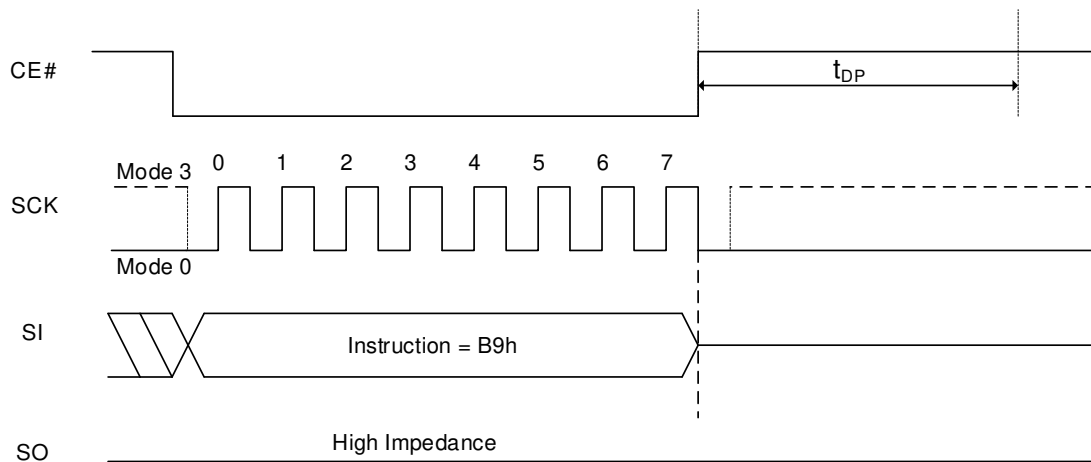 CE#
tDP
Mode 3
0 1 2 3 4 5 6 7
SCK
Mode 0
SI
Instruction = B9h
SO
High Impedance